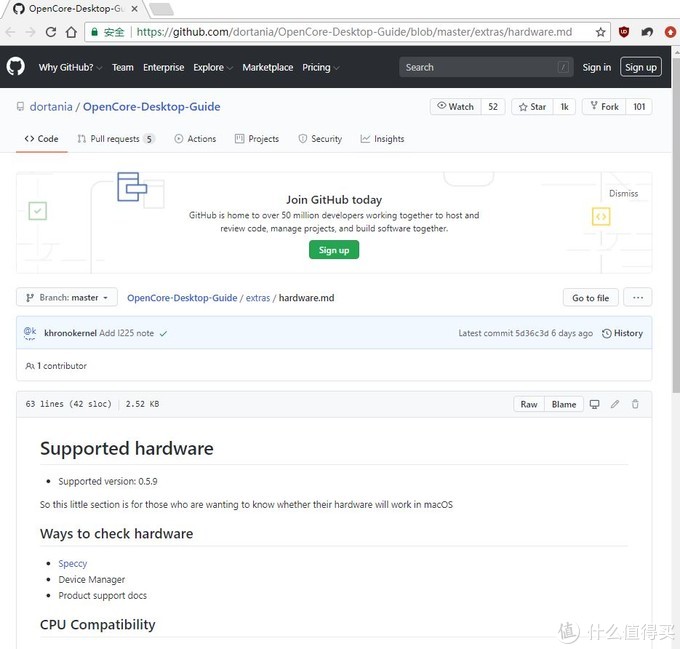 OpenCore-Desktop-Gu
安全 https://github.com/dortania/OpenCore-Desktop-Guide/blob/master/extras/hardware.md
Why GitHub? Team Enterprise Explore Marketplace Pricing Search / Sign in Sign up
dortania / OpenCore-Desktop-Guide Watch 52 Star 1k Fork 101
Code Pull requests 5 Actions Projects Security Insights
Join GitHub today Dismiss
GitHub is home to over 50 million developers working together to host and
review code, manage projects, and build software together.
Sign up
Branch: master OpenCore-Desktop-Guide / extras / hardware.md Go to file ...
khronokernel Add I225 note Latest commit 5d36c3d 6 days ago History
1 contributor
63 lines (42 sloc) 2.52 KB Raw Blame
Supported hardware
Supported version: 0.5.9
So this little section is for those who are wanting to know whether their hardware will work in macOS
Ways to check hardware
Speccy
Device Manager
Product support docs
CPU Compatibility
值 什么值得买